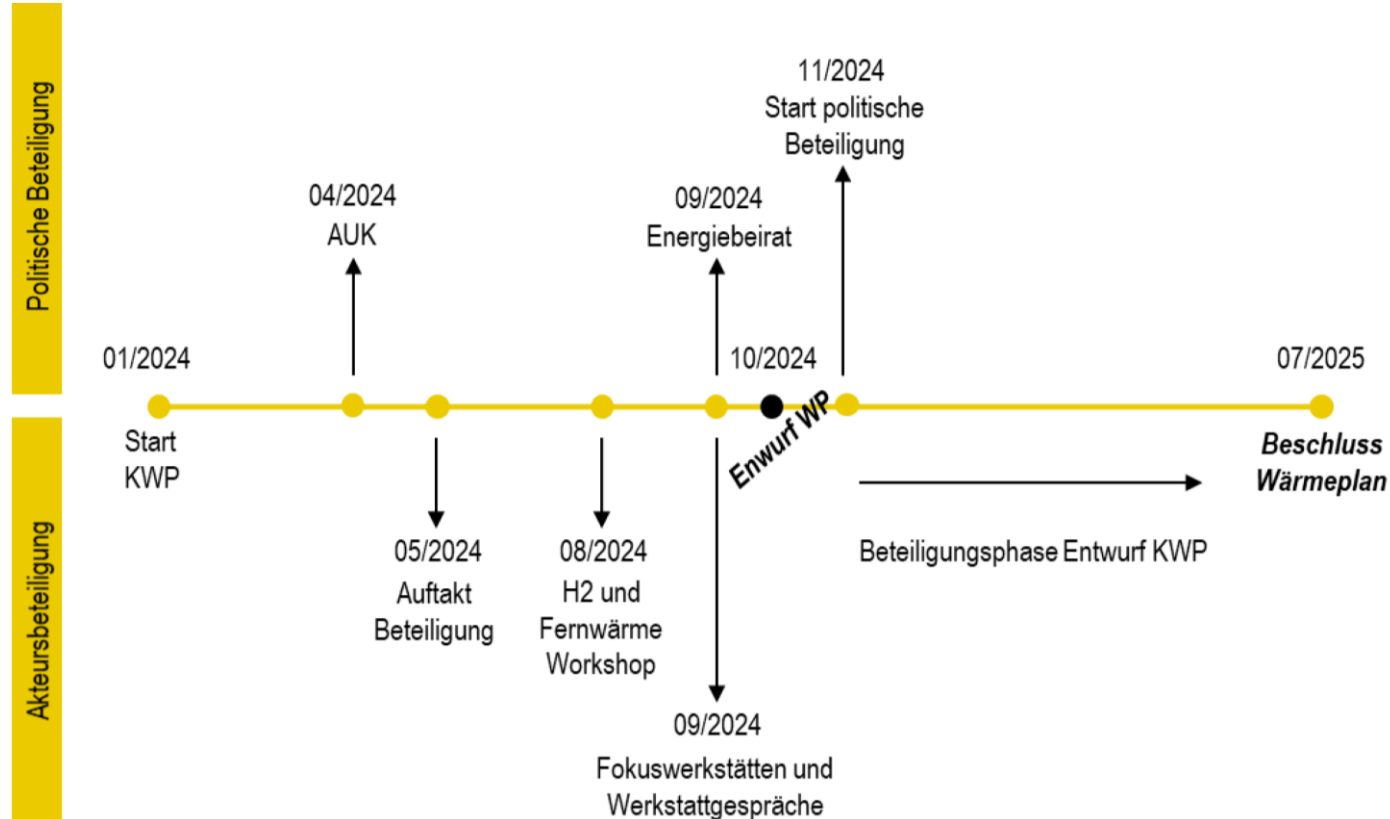 Politische Beteiligung
Akteursbeteiligung
01/2024
Start
KWP
04/2024
AUK
05/2024
Auftakt
Beteiligung
08/2024
H2 und
Fernwärme
Workshop
09/2024
Energiebeirat
09/2024
Fokuswerkstätten und
Werkstattgespräche
10/2024
Enwurf WP
11/2024
Start politische
Beteiligung
Beteiligungsphase Entwurf KWP
07/2025
Beschluss
Wärmeplan